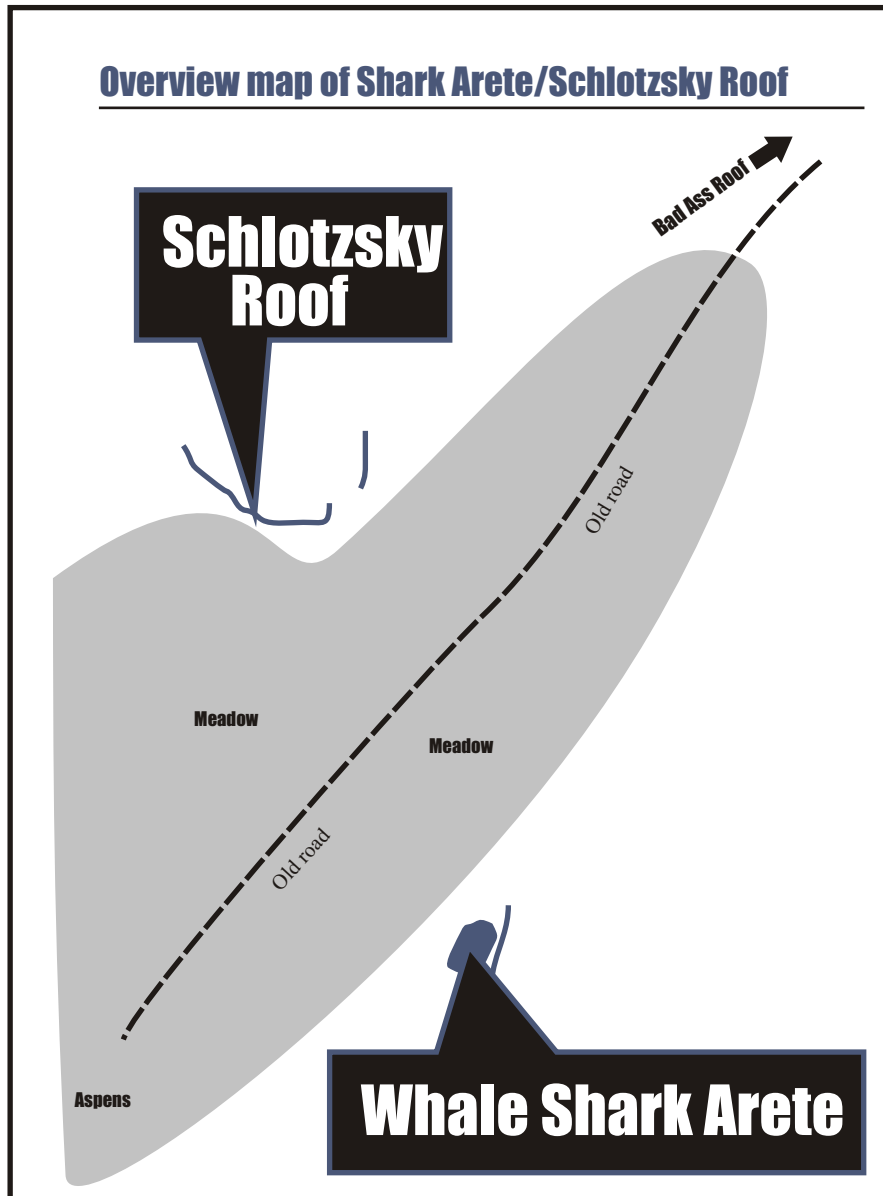 Overview map of Shark Arete/Schlotzsky Roof
Bad Ass Roof
Schlotzsky
Roof
Old road
Meadow
Meadow
Old road
Whale Shark Arete
Aspens